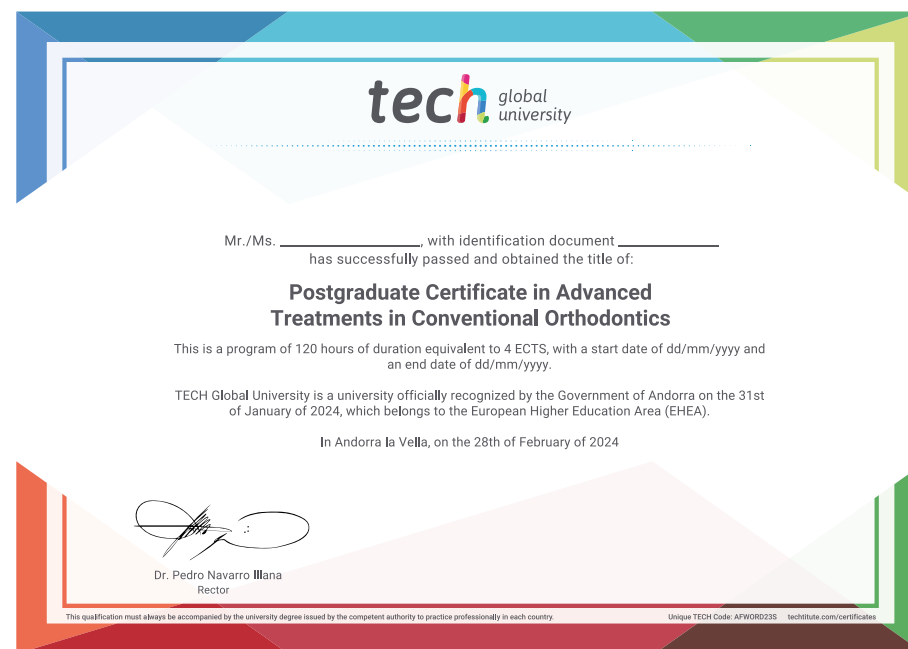 tech global university
Mr./Ms. ____________________, with identification document ______________
has successfully passed and obtained the title of:
Postgraduate Certificate in Advanced
Treatments in Conventional Orthodontics
This is a program of 120 hours of duration equivalent to 4 ECTS, with a start date of dd/mm/yyyy and
an end date of dd/mm/yyyy.
TECH Global University is a university officially recognized by the Government of Andorra on the 31st
of January of 2024, which belongs to the European Higher Education Area (EHEA).
In Andorra la Vella, on the 28th of February of 2024
Dr. Pedro Navarro Illana
Rector
This qualification must always be accompanied by the university degree issued by the competent authority to practice professionally in each country.
Unique TECH Code: AFWORD23S techtitute.com/certificates